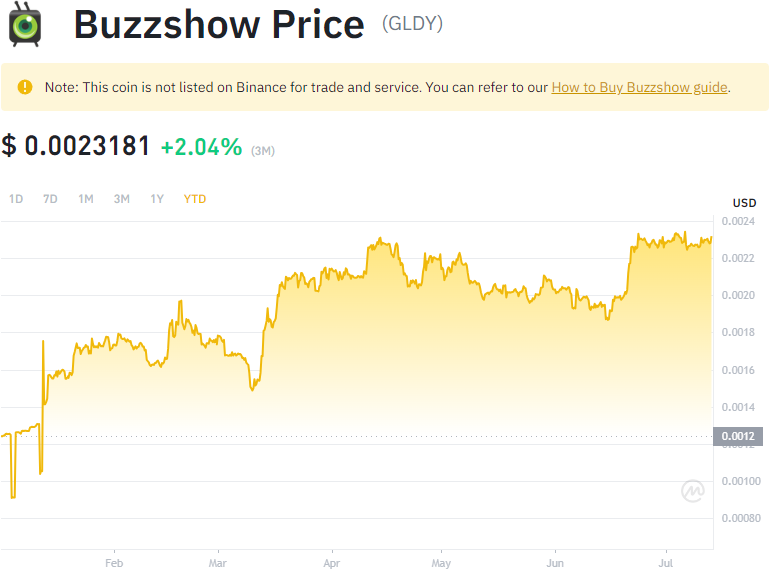 Buzzshow Price (GLDY)
Note: This coin is not listed on Binance for trade and service. You can refer to our How to Buy Buzzshow guide.
$ 0.0023181 +2.04% (3M)
1D 7D 1M 3M 1Y YTD
USD
0.0024
0.0022
0.0020
0.0018
0.0016
0.0014
0.0012
0.00100
0.00080
Feb Mar Apr May Jun Jul